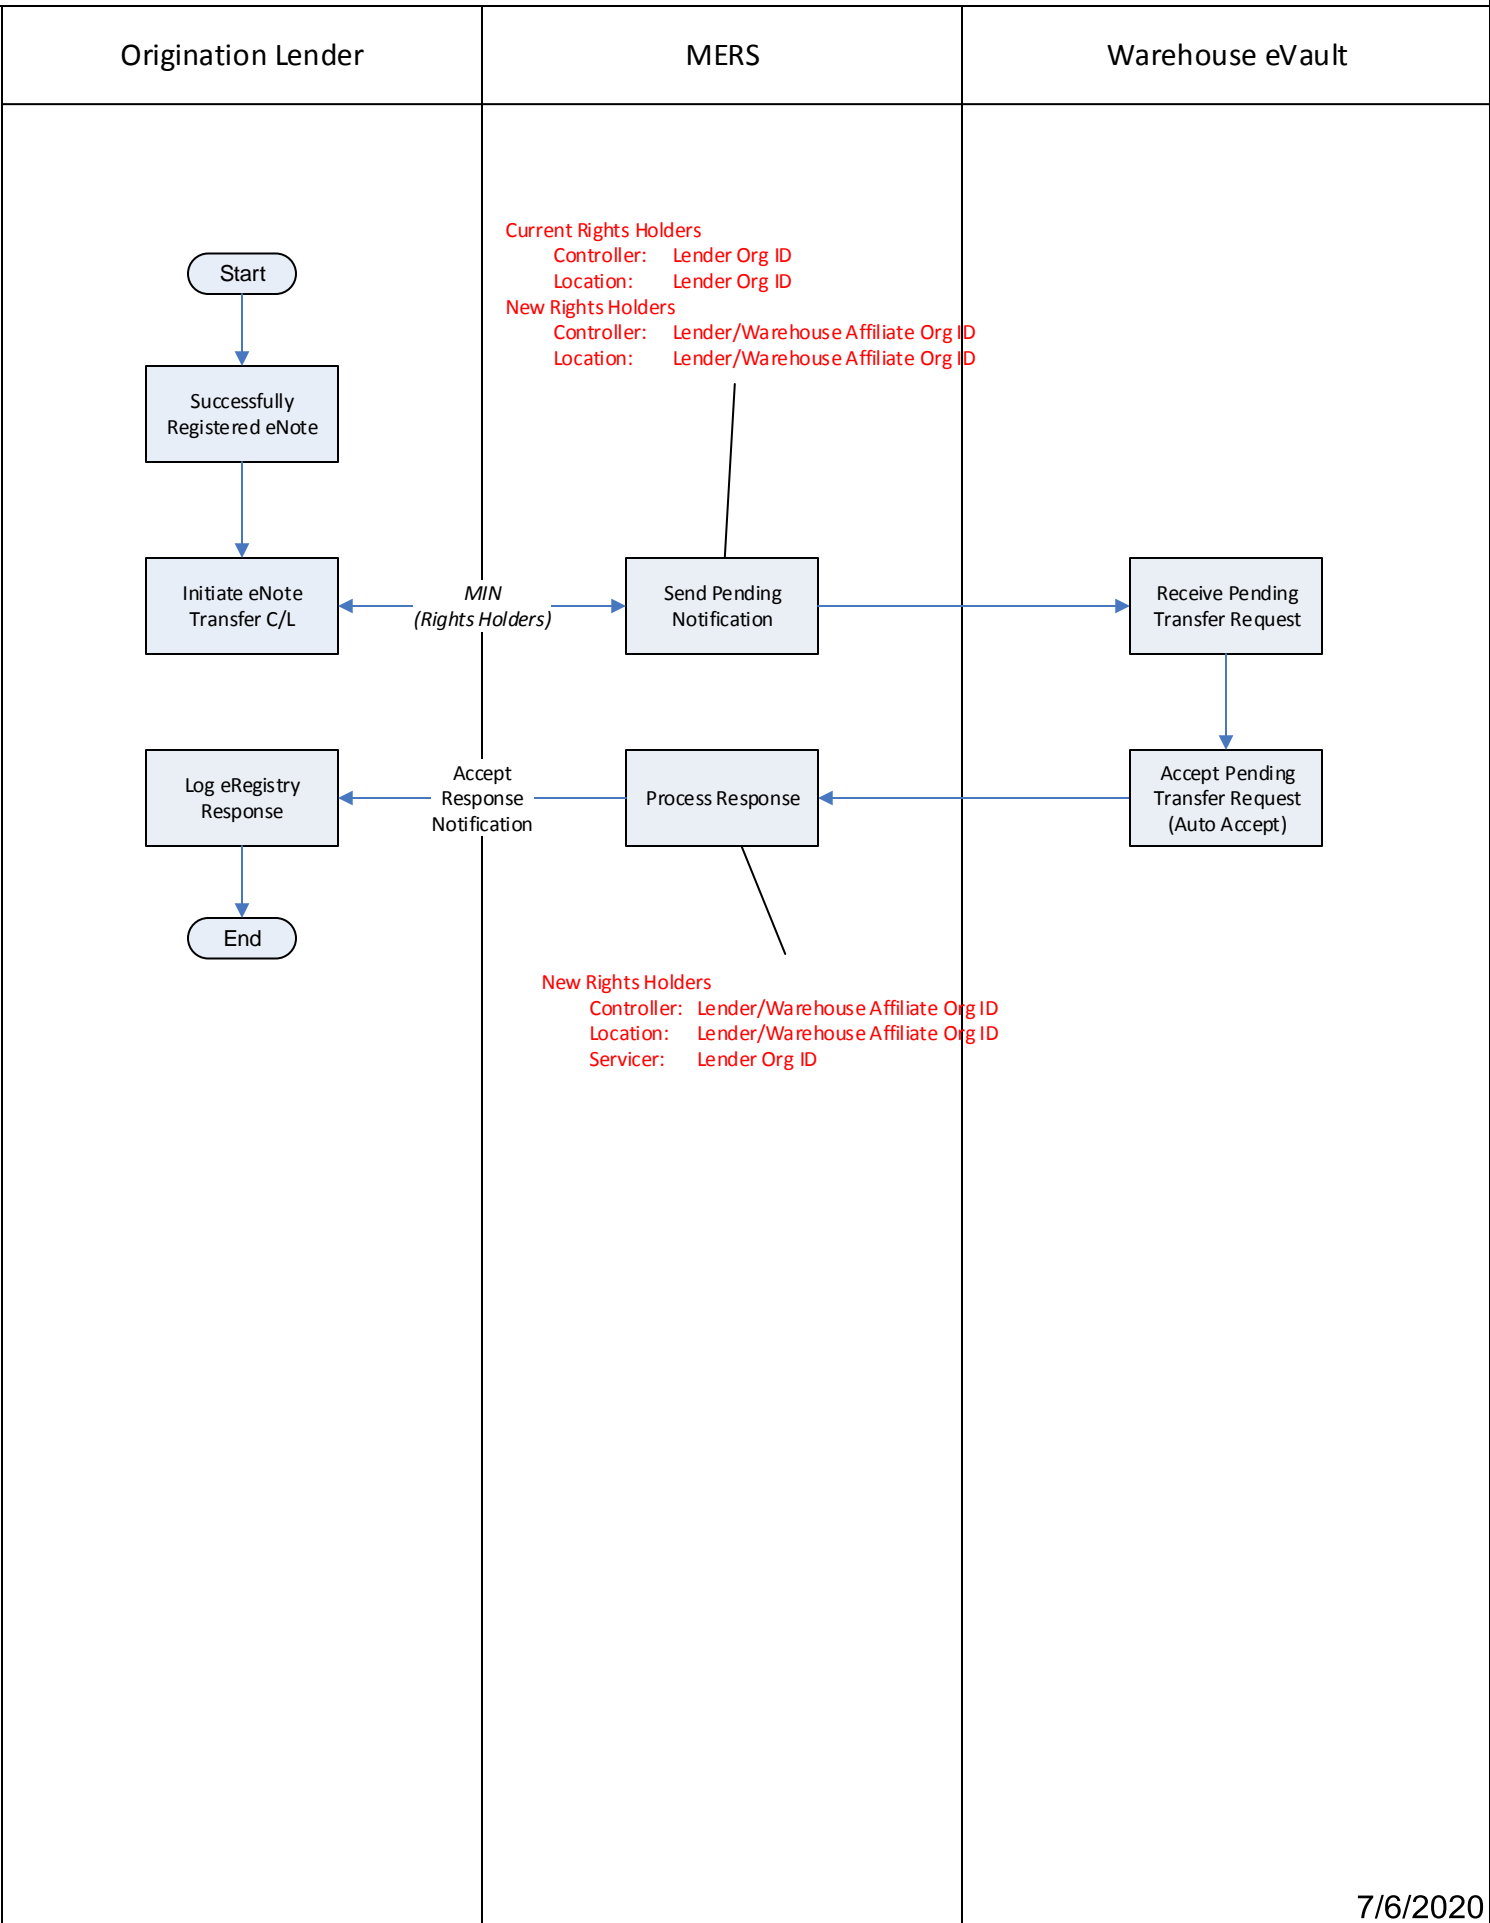 Origination Lender
MERS
Warehouse eVault
Current Rights Holders
Controller: Lender Org ID
Location: Lender Org ID
New Rights Holders
Controller: Lender/Warehouse Affiliate Org ID
Location: Lender/Warehouse Affiliate Org ID
Start
Successfully
Registered eNote
Initiate eNote
Transfer C/L
MIN
(Rights Holders)
Send Pending
Notification
Receive Pending
Transfer Request
Log eRegistry
Response
Accept
Response
Notification
Process Response
Accept Pending
Transfer Request
(Auto Accept)
End
New Rights Holders
Controller: Lender/Warehouse Affiliate Org ID
Location: Lender/Warehouse Affiliate Org ID
Servicer: Lender Org ID
7/6/2020